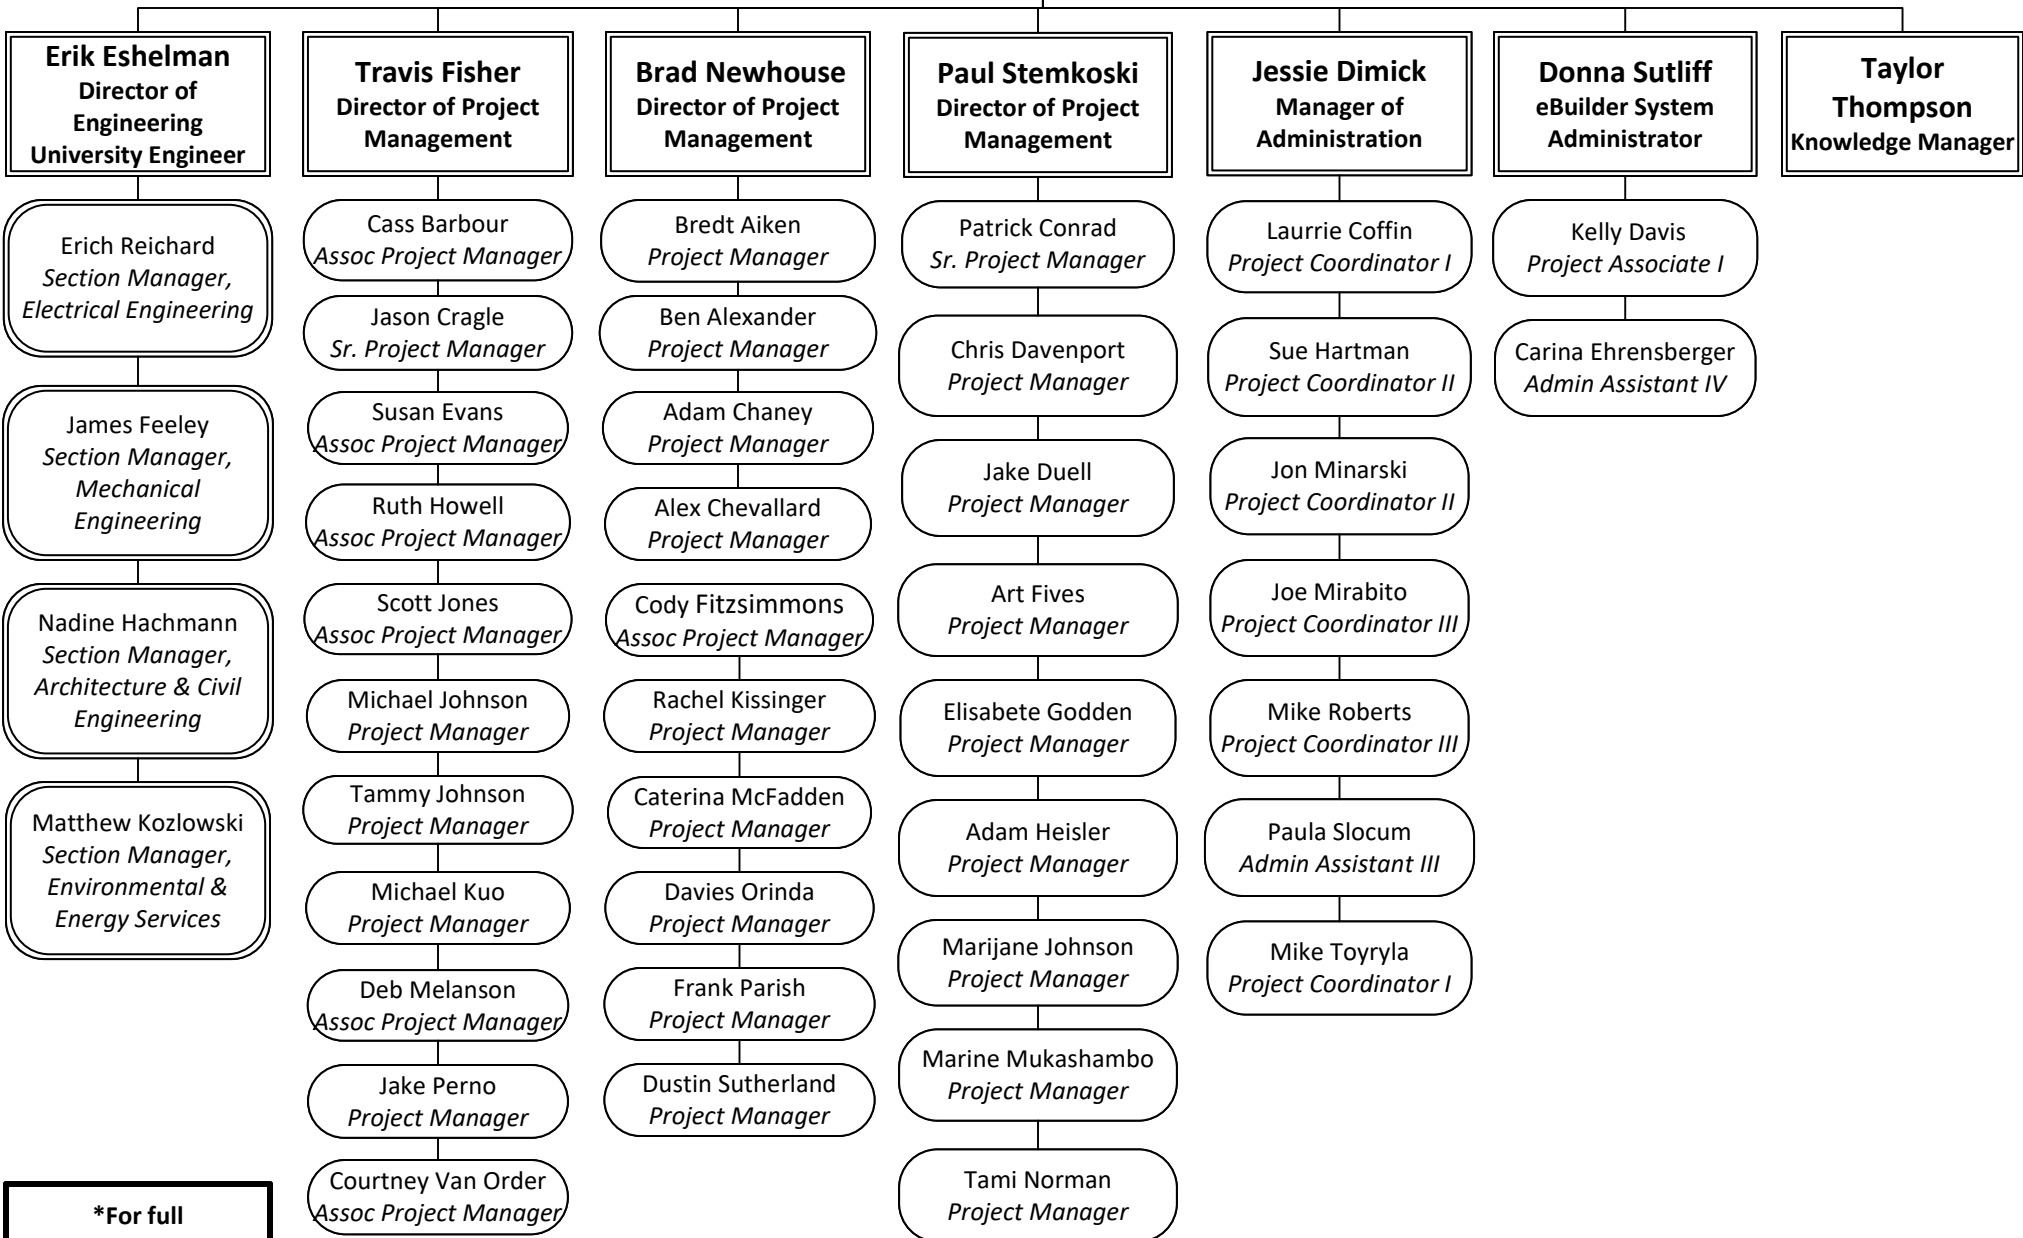 Erik Eshelman
Director of
Engineering
University Engineer
Erich Reichard
Section Manager,
Electrical Engineering
James Feeley
Section Manager,
Mechanical
Engineering
Nadine Hachmann
Section Manager,
Architecture & Civil
Engineering
Matthew Kozlowski
Section Manager,
Environmental &
Energy Services
*For full
Travis Fisher
Director of Project
Management
Cass Barbour
Assoc Project Manager
Jason Cragle
Sr. Project Manager
Susan Evans
Assoc Project Manager
Ruth Howell
Assoc Project Manager
Scott Jones
Assoc Project Manager
Michael Johnson
Project Manager
Tammy Johnson
Project Manager
Michael Kuo
Project Manager
Deb Melanson
Assoc Project Manager
Jake Perno
Project Manager
Courtney Van Order
Assoc Project Manager
Brad Newhouse
Director of Project
Management
Bredt Aiken
Project Manager
Ben Alexander
Project Manager
Adam Chaney
Project Manager
Alex Chevallard
Project Manager
Cody Fitzsimmons
Assoc Project Manager
Rachel Kissinger
Project Manager
Caterina McFadden
Project Manager
Davies Orinda
Project Manager
Frank Parish
Project Manager
Dustin Sutherland
Project Manager
Paul Stemkoski
Director of Project
Management
Patrick Conrad
Sr. Project Manager
Chris Davenport
Project Manager
Jake Duell
Project Manager
Art Fives
Project Manager
Elisabete Godden
Project Manager
Adam Heisler
Project Manager
Marijane Johnson
Project Manager
Marine Mukashambo
Project Manager
Tami Norman
Project Manager
Jessie Dimick
Manager of
Administration
Laurrie Coffin
Project Coordinator I
Sue Hartman
Project Coordinator II
Jon Minarski
Project Coordinator II
Joe Mirabito
Project Coordinator III
Mike Roberts
Project Coordinator III
Paula Slocum
Admin Assistant III
Mike Toyryla
Project Coordinator I
Donna Sutliff
eBuilder System
Administrator
Kelly Davis
Project Associate I
Carina Ehrensberger
Admin Assistant IV
Taylor
Thompson
Knowledge Manager